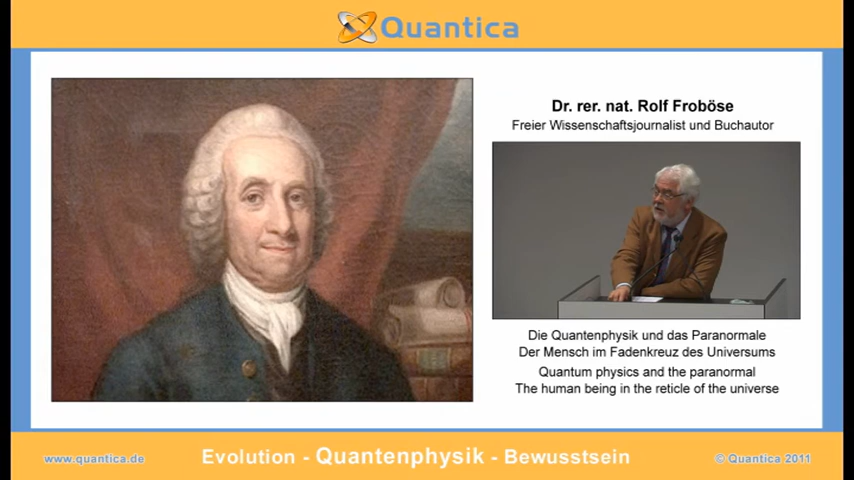 Quantica
Dr. rer. nat. Rolf Froböse
Freier Wissenschaftsjournalist und Buchautor
Die Quantenphysik und das Paranormale
Der Mensch im Fadenkreuz des Universums
Quantum physics and the paranormal
The human being in the reticle of the universe
www.quantica.de
Evolution - Quantenphysik - Bewusstsein
© Quantica 2011